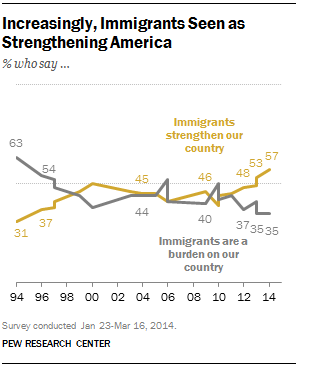 Increasingly, Immigrants Seen as
Strengthening America
% who say ...
Immigrants
strengthen our
country
63
54
45
46
48
53
57
31
37
44
40
37
35
35
Immigrants are a
burden on our
country
94 96 98 00 02 04 06 08 10 12 14
Survey conducted Jan 23-Mar 16, 2014.
PEW RESEARCH CENTER